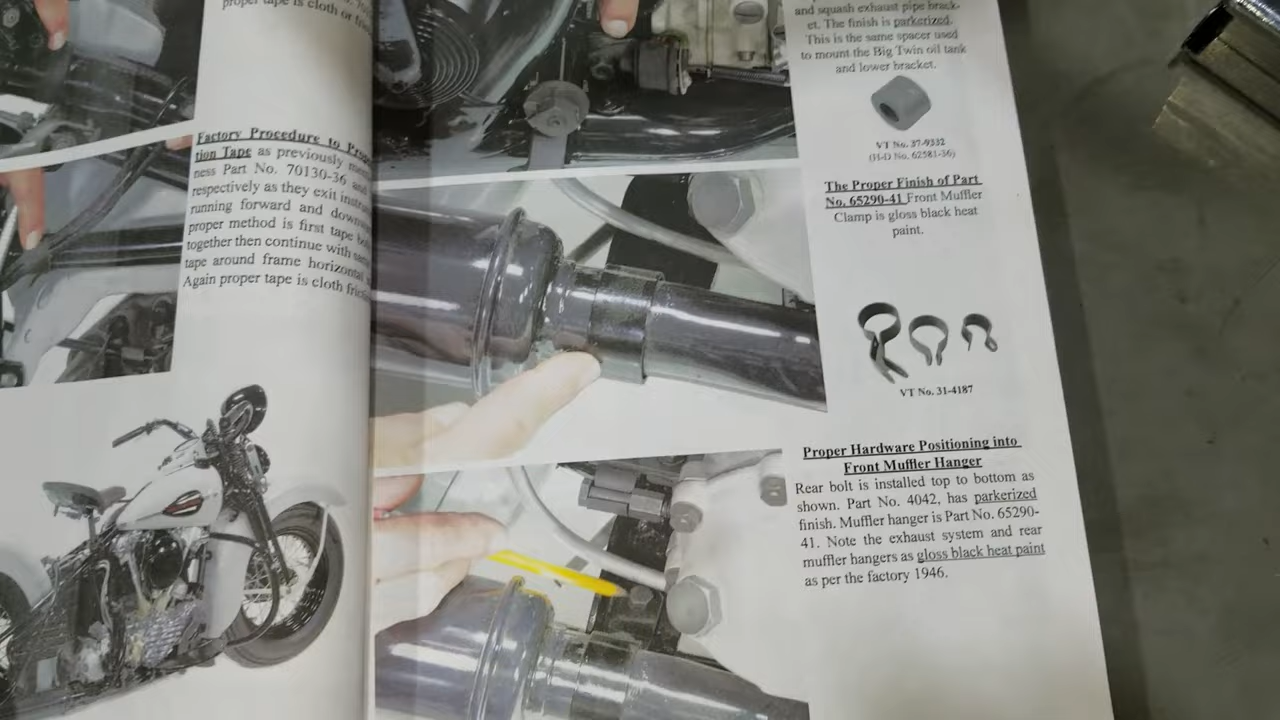 proper tape is cloth or
Factory Procedure to
tion Tape as previously
ness Part No. 70130-36 and
respectively as they exit
running forward and
proper method is first tape
together then continue with
tape around frame horizontal
Again proper tape is cloth
and squash exhaust pipe brack-
et. The finish is parkerized.
This is the same spacer used
to mount the Big Twin oil tank
and lower bracket.
VT No. 37-9332
(H-D No. 62581-36)
The Proper Finish of Part
No. 65290-41 Front Muffler
Clamp is gloss black heat
paint.
VT No. 31-4187
Proper Hardware Positioning into
Front Muffler Hanger
Rear bolt is installed top to bottom as
shown. Part No. 4042, has parkerized
finish. Muffler hanger is Part No. 65290-
41. Note the exhaust system and rear
muffler hangers as gloss black heat paint
as per the factory 1946.